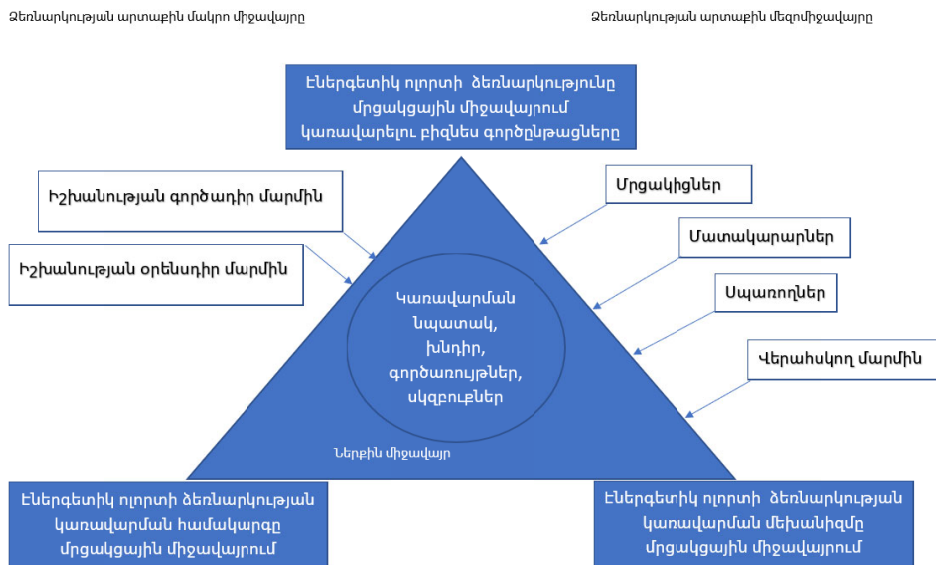 Ձեռնարկության արտաքին մակրո միջավայրը
Ձեռնարկության արտաքին մեզոմիջավայրը
Էներգետիկ ոլորտի ձեռնարկությունը
մրցակցային միջավայրում
կառավարելու բիզնես գործընթացները
Իշխանության գործադիր մարմին
Իշխանության օրենսդիր մարմին
Մրցակիցներ
Մատակարարներ
Սպառողներ
Վերահսկող մարմին
Կառավարման
նպատակ,
խնդիր,
գործառույթներ,
սկզբուքներ
Ներքին միջավայր
Էներգետիկ ոլորտի ձեռնարկության
կառավարման համակարգը
մրցակցային միջավայրում
Էներգետիկ ոլորտի ձեռնարկության
կառավարման մեխանիզմը
մրցակցային միջավայրում